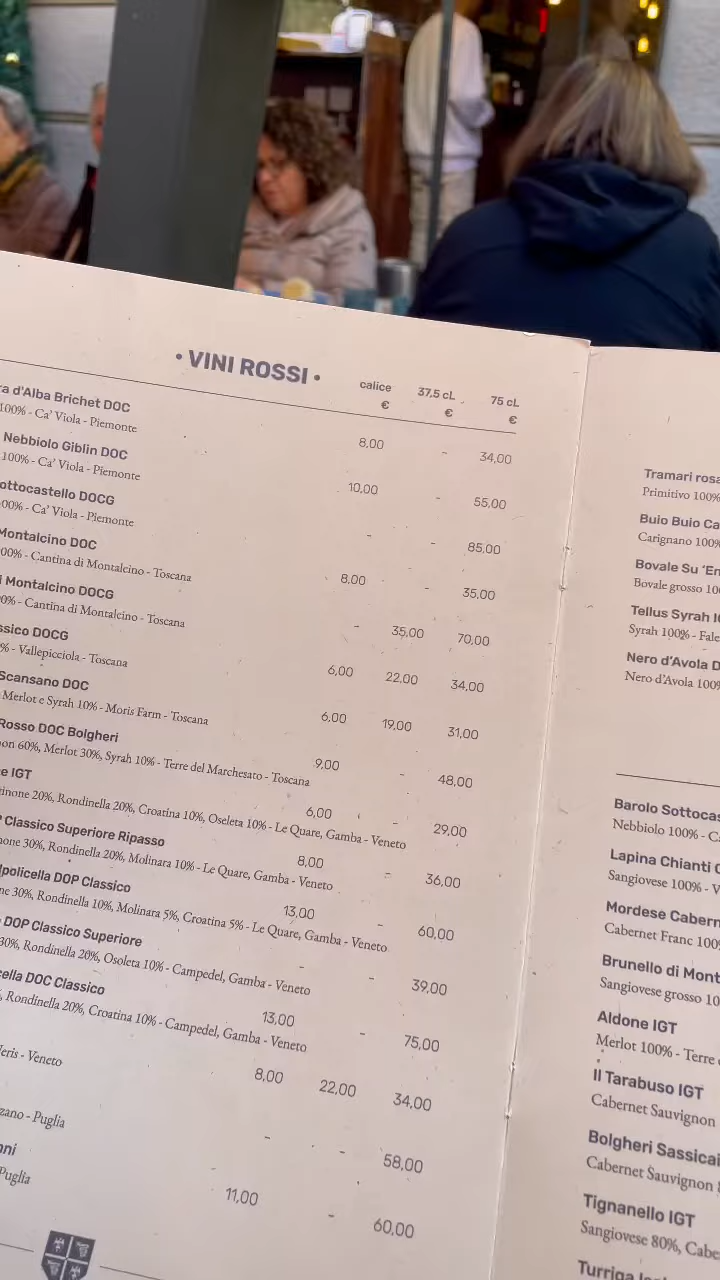 • VINI ROSSI •
calice 37,5 cL 75 cL
€ € €
d'Alba Brichet DOC
100% - Ca' Viola - Piemonte
8,00 - 34,00
Nebbiolo Giblin DOC
100% - Ca' Viola - Piemonte
10,00 - 55,00
ottocastello DOCG
00% - Ca' Viola - Piemonte
- - 85,00
Montalcino DOC
00% - Cantina di Montalcino - Toscana
8,00 - 35,00
Montalcino DOCG
0% - Cantina di Montalcino - Toscana
- 35,00 70,00
ssico DOCG
% - Vallepicciola - Toscana
6,00 22,00 34,00
Scansano DOC
Merlot e Syrah 10% - Moris Farm - Toscana
6,00 19,00 31,00
Rosso DOC Bolgheri
on 60%, Merlot 30%, Syrah 10% - Terre del Marchesato - Toscana
9,00 - 48,00
e IGT
inone 20%, Rondinella 20%, Croatina 10%, Oseleta 10% - Le Quare, Gamba - Veneto
6,00 - 29,00
Classico Superiore Ripasso
none 30%, Rondinella 20%, Molinara 10% - Le Quare, Gamba - Veneto
8,00 - 36,00
lpolicella DOP Classico
ne 30%, Rondinella 10%, Molinara 5%, Croatina 5% - Le Quare, Gamba - Veneto
13,00 - 60,00
DOP Classico Superiore
30%, Rondinella 20%, Osoleta 10% - Campedel, Gamba - Veneto
- - 39,00
cella DOC Classico
Rondinella 20%, Croatina 10% - Campedel, Gamba - Veneto
13,00 - 75,00
eris - Veneto
8,00 22,00 34,00
zano - Puglia
- - 58,00
nni
Puglia
11,00 - 60,00
Tramari rosa
Primitivo 100%
Buio Buio Ca
Carignano 100%
Bovale Su 'En
Bovale grosso 10
Tellus Syrah I
Syrah 100% - Fale
Nero d'Avola D
Nero d'Avola 100%
Barolo Sottocas
Nebbiolo 100% - C
Lapina Chianti C
Sangiovese 100% - V
Mordese Cabern
Cabernet Franc 100
Brunello di Mont
Sangiovese grosso 10
Aldone IGT
Merlot 100% - Terre
Il Tarabuso IGT
Cabernet Sauvignon
Bolgheri Sassicai
Cabernet Sauvignon
Tignanello IGT
Sangiovese 80%, Cabe
Turriga